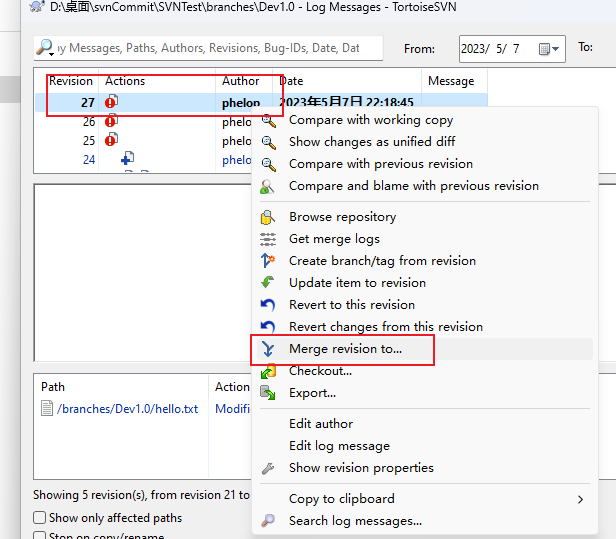 D:\桌面\svnCommit\SVNTest\branches\Dev1.0 - Log Messages - TortoiseSVN
y Messages, Paths, Authors, Revisions, Bug-IDs, Date, Dat
From: 2023/ 5/ 7 To:
Revision Actions Author Date Message
27 phelop 2023年5月7日 22:18:45
26 phelo
25 phelo
24 phelo
Compare with working copy
Show changes as unified diff
Compare with previous revision
Compare and blame with previous revision
Browse repository
Get merge logs
Create branch/tag from revision
Update item to revision
Revert to this revision
Revert changes from this revision
Merge revision to...
Checkout...
Export...
Edit author
Edit log message
Show revision properties
Copy to clipboard
Search log messages...
Path Action
/branches/Dev1.0/hello.txt Modifi
Showing 5 revision(s), from revision 21 to
Show only affected paths
Stop on copy/rename